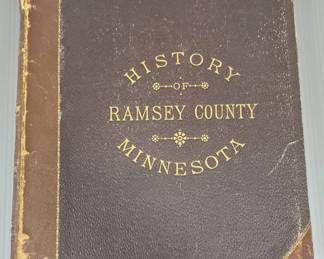 HISTORY
OF
RAMSEY COUNTY
MINNESOTA